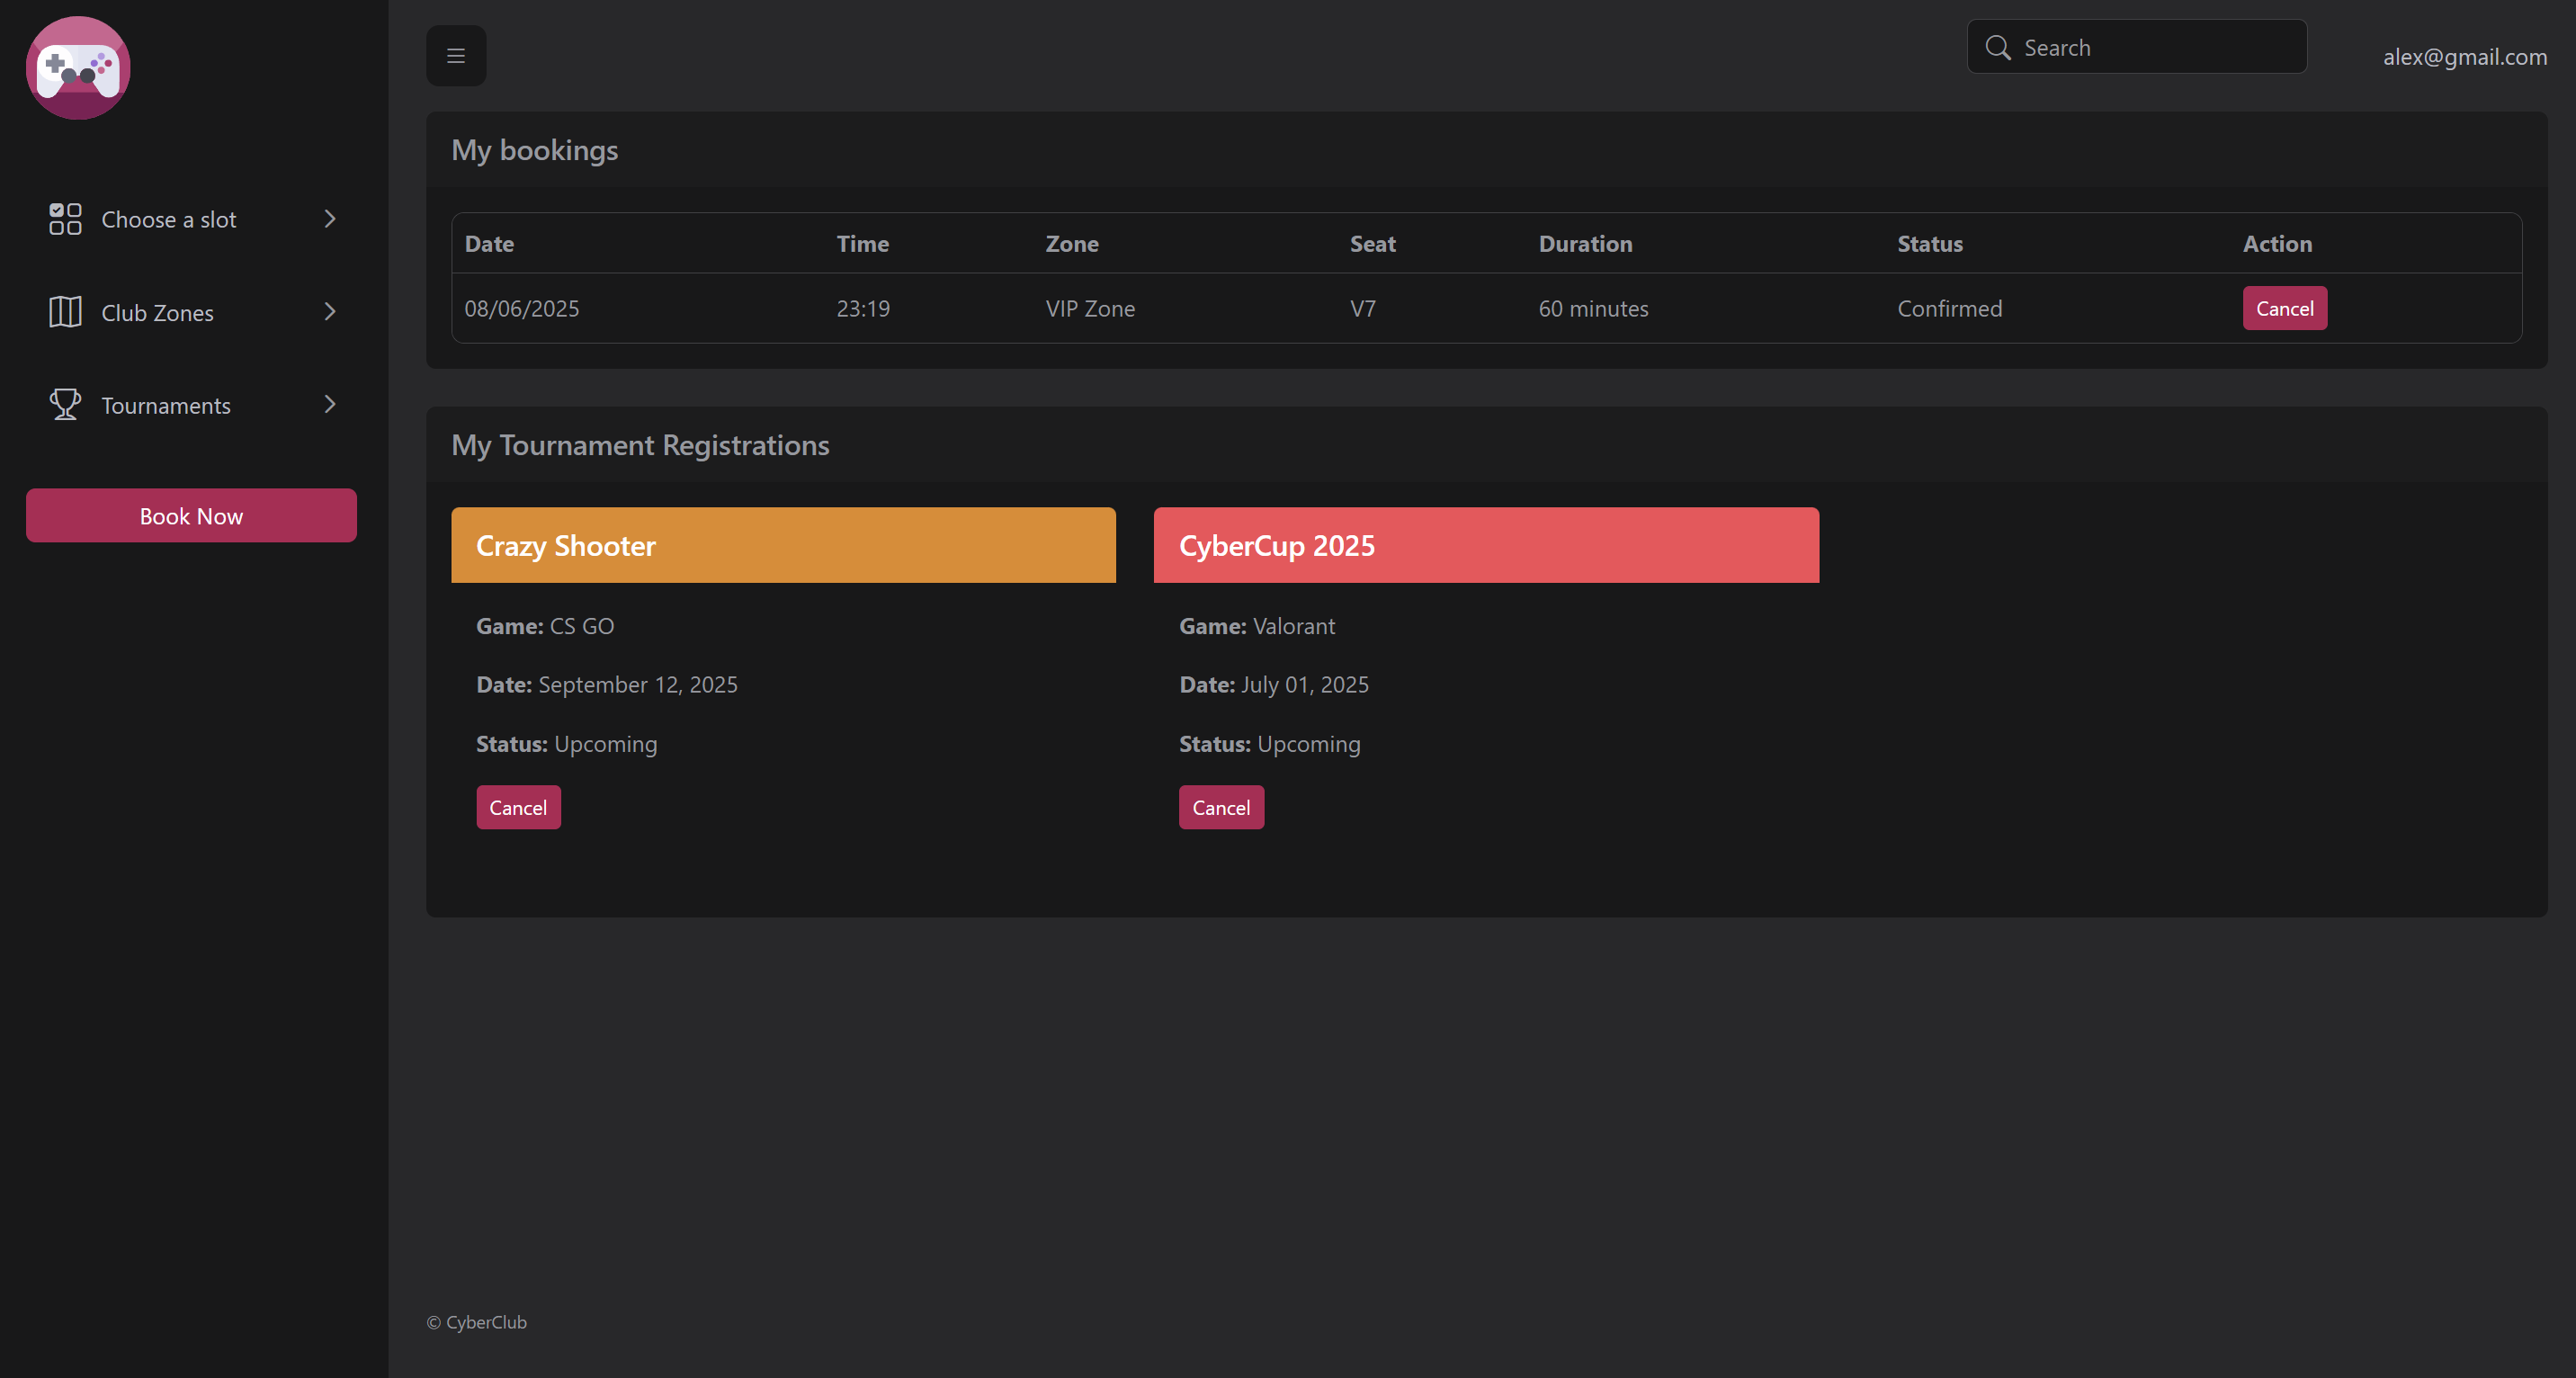 Search
alex@gmail.com
Choose a slot
Club Zones
Tournaments
Book Now
My bookings
Date Time Zone Seat Duration Status Action
08/06/2025 23:19 VIP Zone V7 60 minutes Confirmed Cancel
My Tournament Registrations
Crazy Shooter
Game: CS GO
Date: September 12, 2025
Status: Upcoming
Cancel
CyberCup 2025
Game: Valorant
Date: July 01, 2025
Status: Upcoming
Cancel
© CyberClub